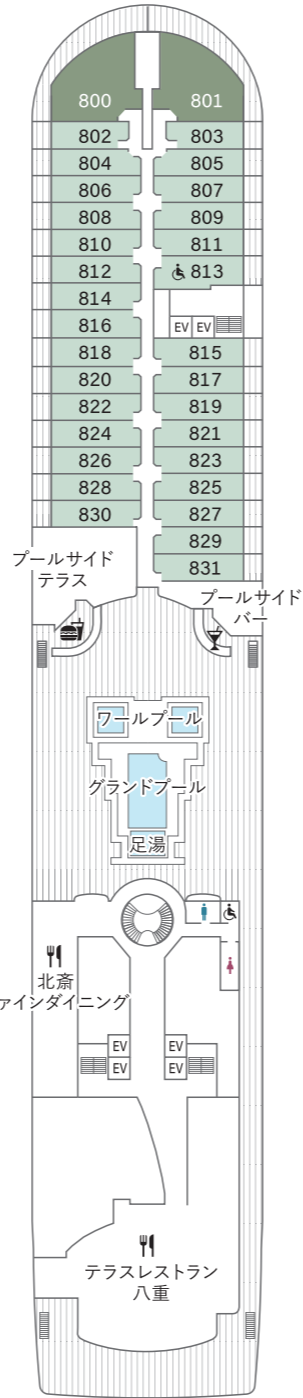 800 801
802 803
804 805
806 807
808 809
810 811
812 813
814
816 EV EV
818 815
820 817
822 819
824 821
826 823
828 825
830 827
829
831
プールサイド
テラス
プールサイド
バー
ワールプール
グランドプール
足湯
北斎
ァインダイニング
EV EV
EV EV
テラスレストラン
八重